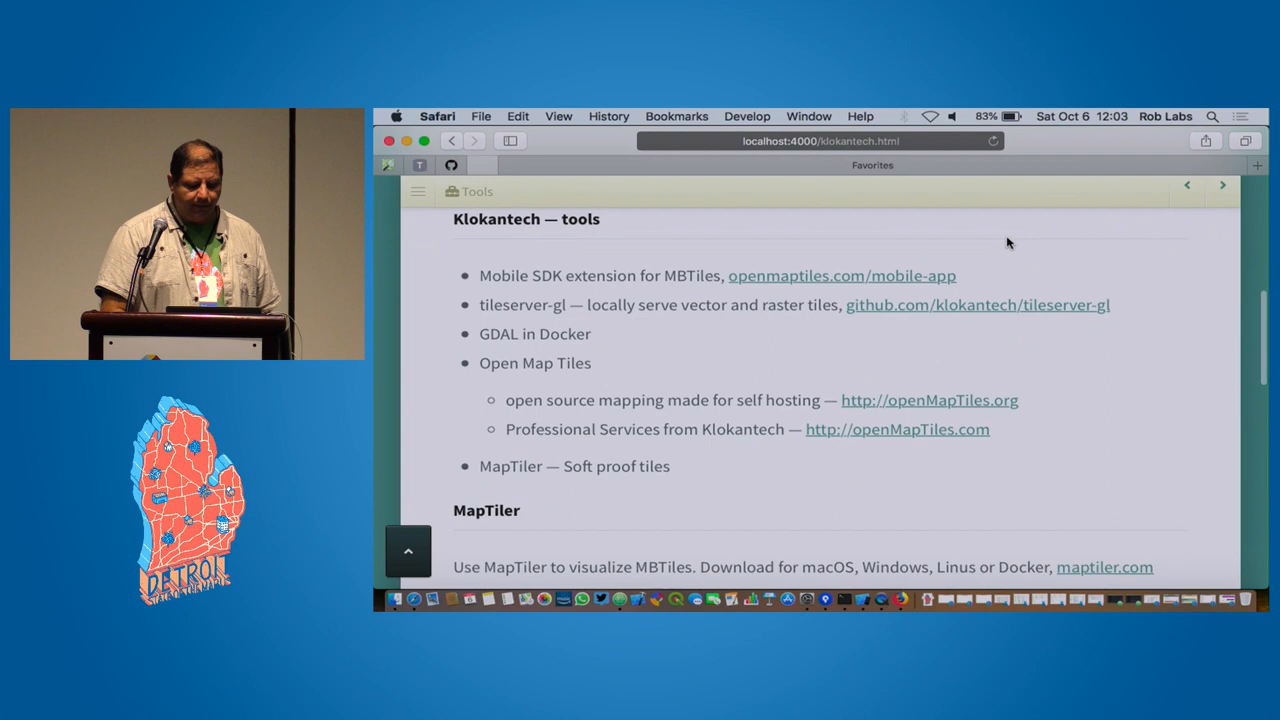 Safari File Edit View History Bookmarks Develop Window Help 83% Sat Oct 6 12:03 Rob Labs
localhost:4000/klokantech.html
T Favorites
Tools
Klokantech — tools
Mobile SDK extension for MBTiles, openmaptiles.com/mobile-app
tileserver-gl — locally serve vector and raster tiles, github.com/klokantech/tileserver-gl
GDAL in Docker
Open Map Tiles
open source mapping made for self hosting — http://openMapTiles.org
Professional Services from Klokantech — http://openMapTiles.com
MapTiler — Soft proof tiles
MapTiler
Use MapTiler to visualize MBTiles. Download for macOS, Windows, Linus or Docker, maptiler.com
DETROIT